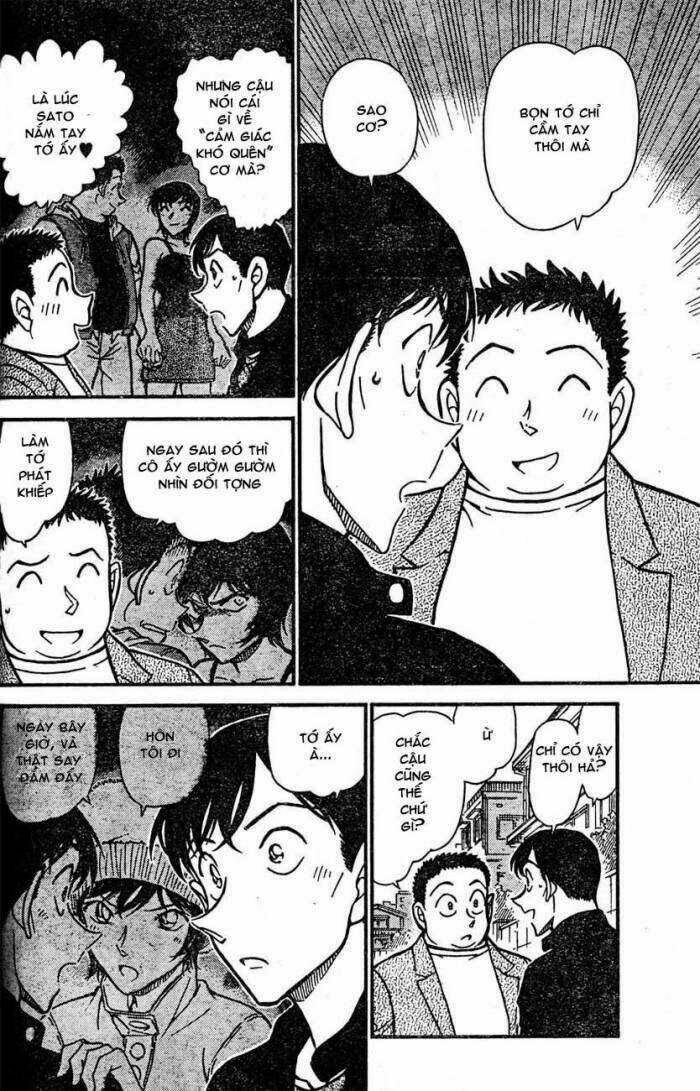 BỌN TỚ CHỈ
CẦM TAY
THÔI MÀ
SAO
CƠ?
NHƯNG CẬU
NÓI CÁI
GÌ VỀ
"CẢM GIÁC
KHÓ QUÊN"
CƠ MÀ?
LÀ LÚC
SATO
NẮM TAY
TỚ ẤY♥
NGAY SAU ĐÓ THÌ
CÔ ẤY GƯỜM GƯỜM
NHÌN ĐỐI TỢNG
LÀM
TỚ
PHÁT
KHIẾP
CHỈ CÓ VẬY
THÔI HẢ?
Ừ
CHẮC
CẬU
CŨNG
THẾ
CHỨ
GÌ?
TỚ ẤY
À...
HÔN
TÔI ĐI
NGAY BÂY
GIỜ, VÀ
THẬT SAY
ĐẮM ĐẤY